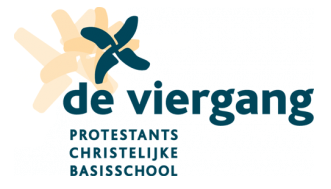 de viergang
PROTESTANTS
CHRISTELIJKE
BASISSCHOOL